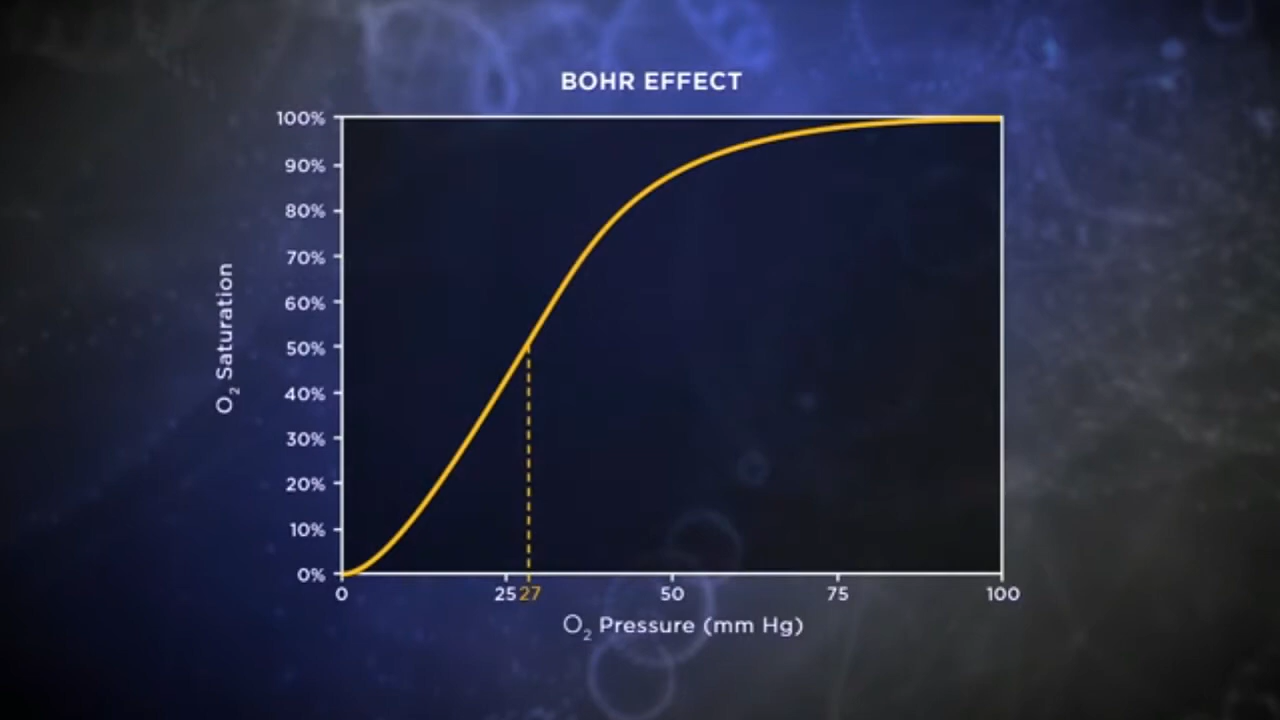 BOHR EFFECT
100%
90%
80%
70%
60%
50%
40%
30%
20%
10%
0%
O₂ Saturation
0 25 27 50 75 100
O₂ Pressure (mm Hg)